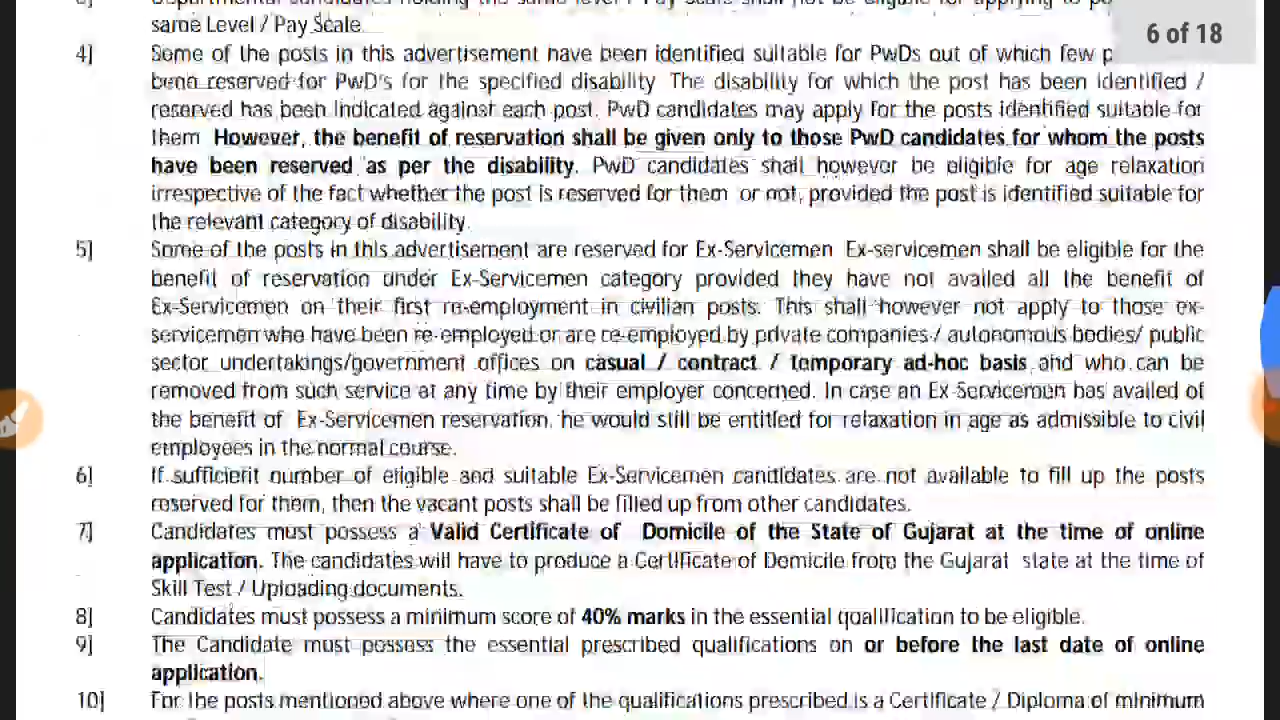 same Level / Pay Scale.
6 of 18
4] Some of the posts in this advertisement have been identified suitable for PwDs out of which few p
been reserved for PwD's for the specified disability The disability for which the post has been identified /
reserved has been indicated against each post. PwD candidates may apply for the posts identified suitable for
them However, the benefit of reservation shall be given only to those PwD candidates for whom the posts
have been reserved as per the disability. PwD candidates shall however be eligible for age relaxation
irrespective of the fact whether the post is reserved for them or not, provided the post is identified suitable for
the relevant category of disability.
5] Some of the posts in this advertisement are reserved for Ex-Servicemen Ex-servicemen shall be eligible for the
benefit of reservation under Ex-Servicemen category provided they have not availed all the benefit of
Ex-Servicemen on their first re-employment in civilian posts. This shall however not apply to those ex-
servicemen who have been re-employed or are re-employed by private companies / autonomous bodies/ public
sector undertakings/government offices on casual / contract / temporary ad-hoc basis and who can be
removed from such service at any time by their employer concerned. In case an Ex-Servicemen has availed of
the benefit of Ex-Servicemen reservation, he would still be entitled for relaxation in age as admissible to civil
employees in the normal course.
6] If sufficient number of eligible and suitable Ex-Servicemen candidates are not available to fill up the posts
reserved for them, then the vacant posts shall be filled up from other candidates.
7] Candidates must possess a Valid Certificate of Domicile of the State of Gujarat at the time of online
application. The candidates will have to produce a Certificate of Domicile from the Gujarat state at the time of
Skill Test / Uploading documents.
8] Candidates must possess a minimum score of 40% marks in the essential qualification to be eligible.
9] The Candidate must possess the essential prescribed qualifications on or before the last date of online
application.
10] For the posts mentioned above where one of the qualifications prescribed is a Certificate / Diploma of minimum